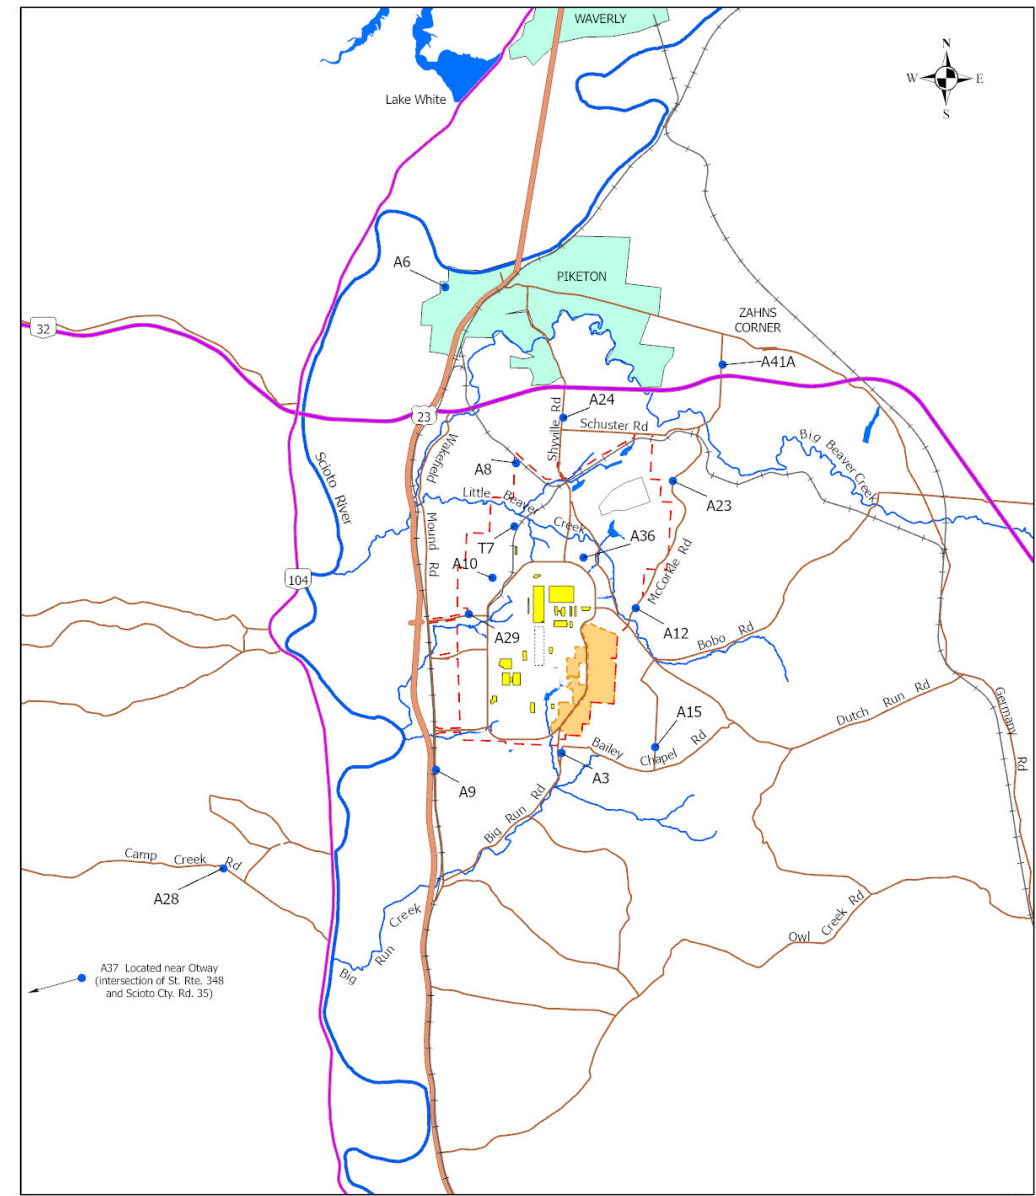 WAVERLY
N
W
E
S
Lake White
A6
PIKETON
ZAHNS
CORNER
32
A41A
23
A24
Shyville Rd
Schuster Rd
Wakefield
Mound Rd
Scioto River
Big Beaver Creek
A8
Little Beaver Creek
A23
T7
A36
A10
McCorkle Rd
104
A29
A12
Bobo Rd
Germany Rd
Dutch Run Rd
A15
Bailey Chapel Rd
A3
A9
Big Run Rd
Camp Creek Rd
A28
Big Run Creek
Owl Creek Rd
A37 Located near Otway
(intersection of St. Rte. 348
and Scioto Cty. Rd. 35)